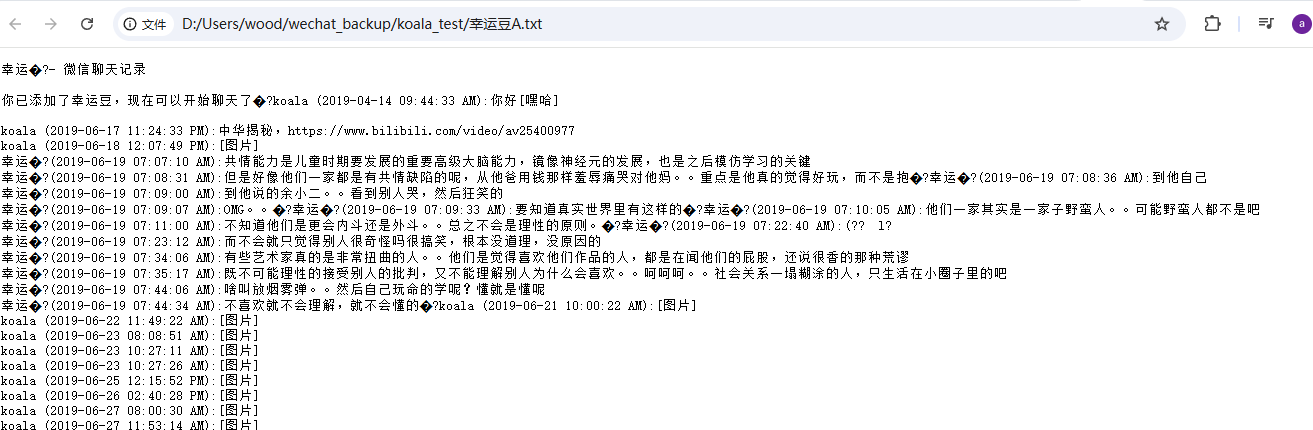 文件 D:/Users/wood/wechat_backup/koala_test/幸运豆A.txt a
幸运�?- 微信聊天记录
你已添加了幸运豆，现在可以开始聊天了�?koala (2019-04-14 09:44:33 AM):你好[嘿哈]
koala (2019-06-17 11:24:33 PM):中华揭秘，https://www.bilibili.com/video/av25400977
koala (2019-06-18 12:07:49 PM):[图片]
幸运�?(2019-06-19 07:07:10 AM):共情能力是儿童时期要发展的重要高级大脑能力，镜像神经元的发展，也是之后模仿学习的关键
幸运�?(2019-06-19 07:08:31 AM):但是好像他们一家都是有共情缺陷的呢，从他爸用钱那样羞辱痛哭对他妈。。重点是他真的觉得好玩，而不是抱�?幸运�?(2019-06-19 07:08:36 AM):到他自己
幸运�?(2019-06-19 07:09:00 AM):到他说的余小二。。看到别人哭，然后狂笑的
幸运�?(2019-06-19 07:09:07 AM):OMG。。�?幸运�?(2019-06-19 07:09:33 AM):要知道真实世界里有这样的�?幸运�?(2019-06-19 07:10:05 AM):他们一家其实是一家子野蛮人。。可能野蛮人都不是吧
幸运�?(2019-06-19 07:11:00 AM):不知道他们是更会内斗还是外斗。。总之不会是理性的原则。�?幸运�?(2019-06-19 07:22:40 AM):(??  l?
幸运�?(2019-06-19 07:23:12 AM):而不会就只觉得别人很奇怪吗很搞笑，根本没道理，没原因的
幸运�?(2019-06-19 07:34:06 AM):有些艺术家真的是非常扭曲的人。。他们是觉得喜欢他们作品的人，都是在闻他们的屁股，还说很香的那种荒谬
幸运�?(2019-06-19 07:35:17 AM):既不可能理性的接受别人的批判，又不能理解别人为什么会喜欢。。呵呵呵。。社会关系一塌糊涂的人，只生活在小圈子里的吧
幸运�?(2019-06-19 07:44:06 AM):啥叫放烟雾弹。。然后自己玩命的学呢？懂就是懂呢
幸运�?(2019-06-19 07:44:34 AM):不喜欢就不会理解，就不会懂的�?koala (2019-06-21 10:00:22 AM):[图片]
koala (2019-06-22 11:49:22 AM):[图片]
koala (2019-06-23 08:08:51 AM):[图片]
koala (2019-06-23 10:27:11 AM):[图片]
koala (2019-06-23 10:27:26 AM):[图片]
koala (2019-06-25 12:15:52 PM):[图片]
koala (2019-06-26 02:40:28 PM):[图片]
koala (2019-06-27 08:00:30 AM):[图片]
koala (2019-06-27 11:53:14 AM):[图片]